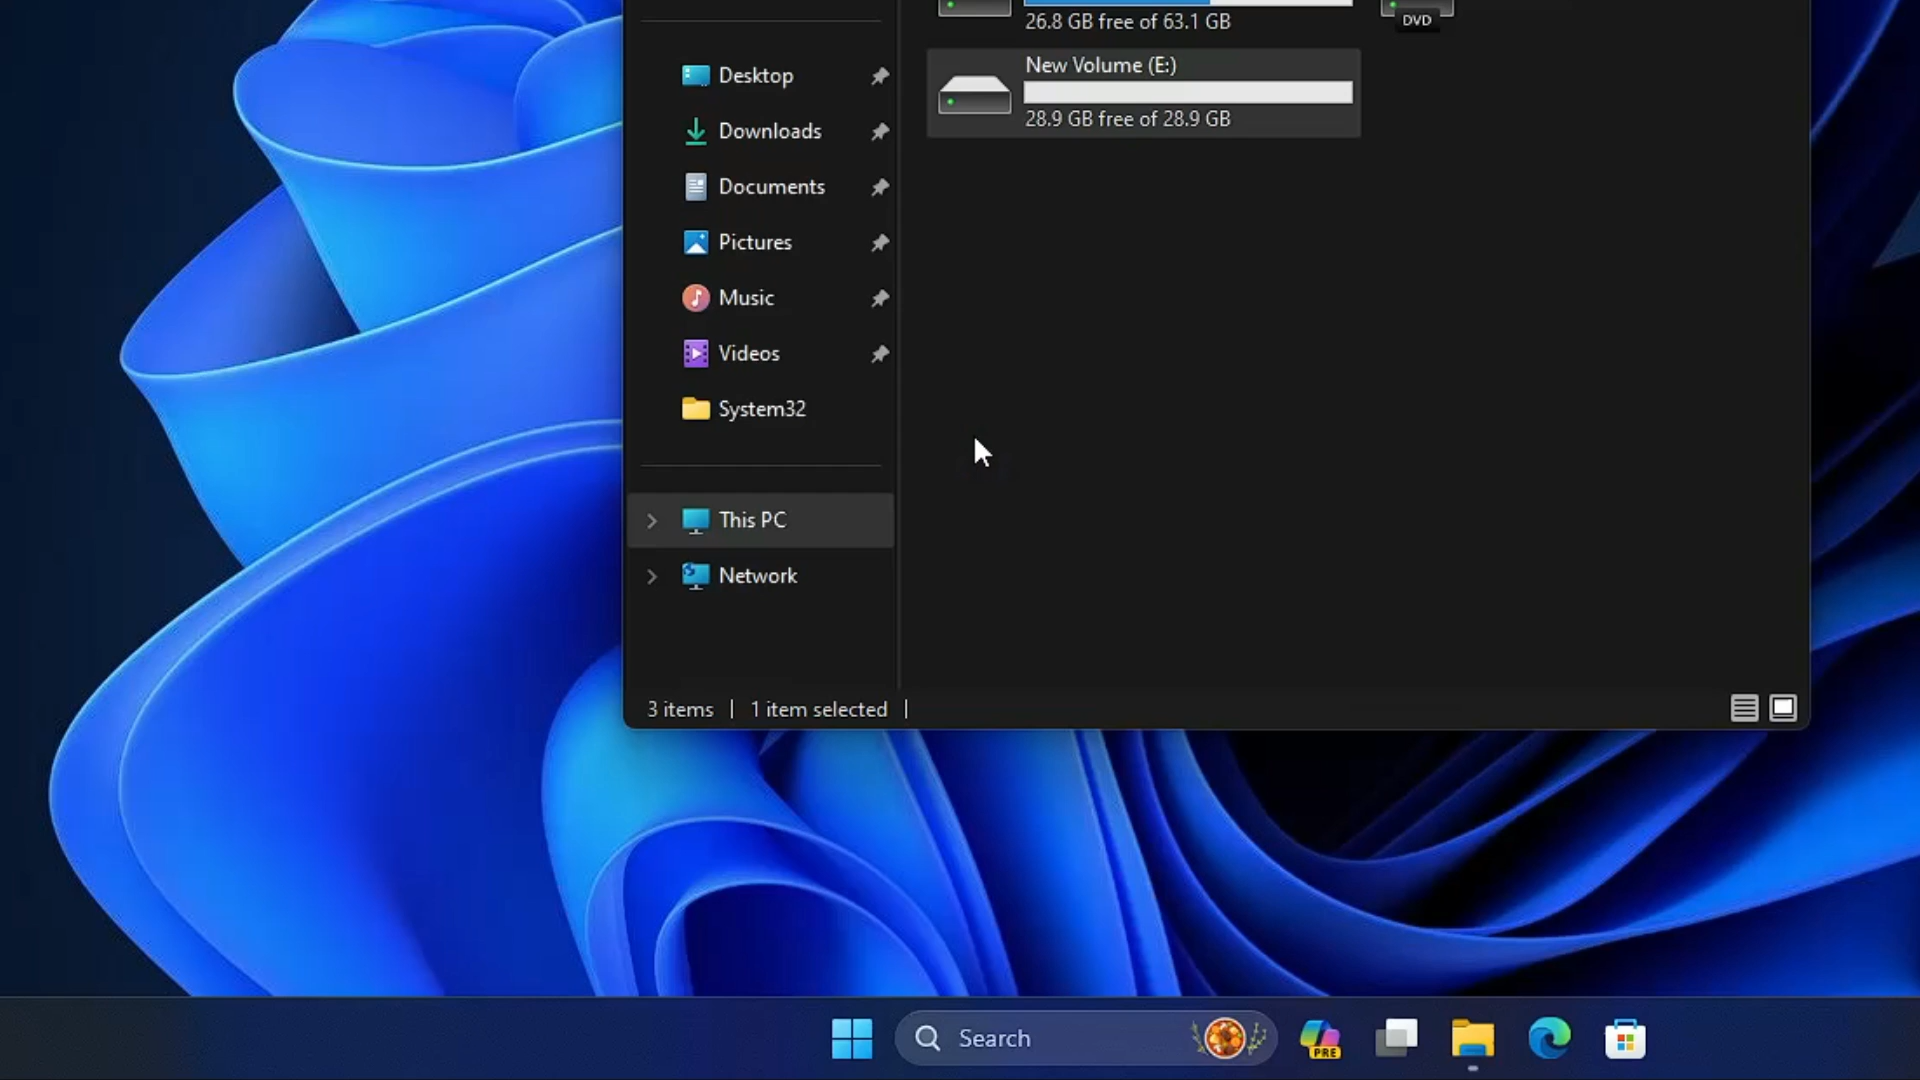 26.8 GB free of 63.1 GB
DVD
New Volume (E:)
28.9 GB free of 28.9 GB
Desktop
Downloads
Documents
Pictures
Music
Videos
System32
This PC
Network
3 items | 1 item selected |
Search
PRE